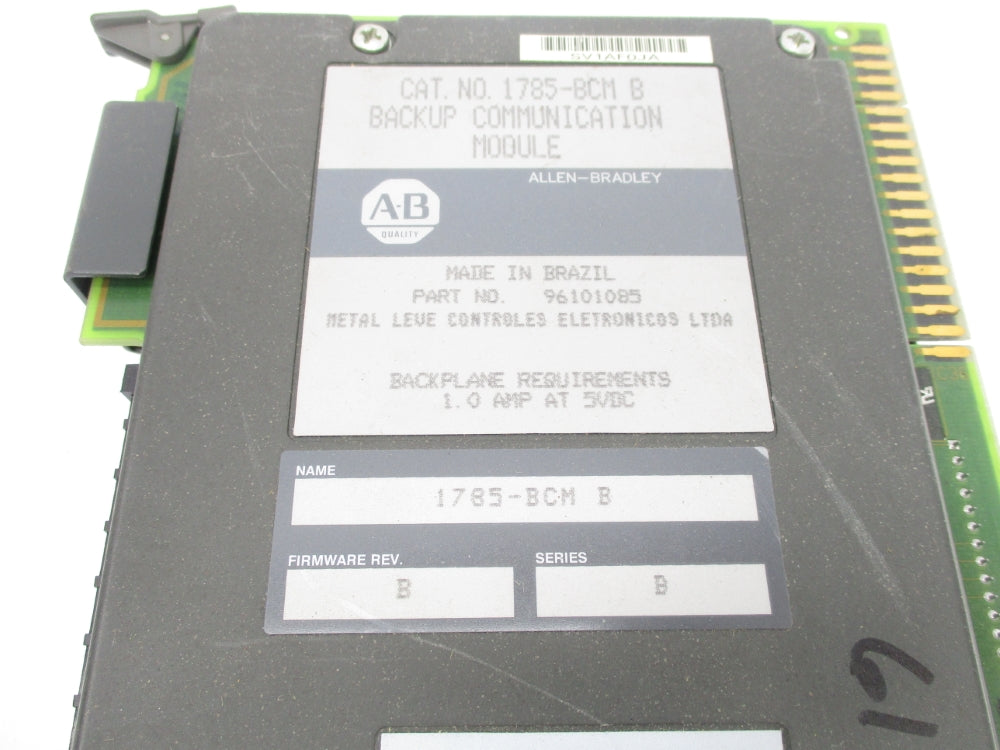 CAT. NO. 1785-BCM B
BACKUP COMMUNICATION
MODULE
ALLEN-BRADLEY
A-B
QUALITY
MADE IN BRAZIL
PART NO. 96101085
METAL LEVE CONTROLES ELETRONICOS LTDA
BACKPLANE REQUIREMENTS
1.0 AMP AT 5VDC
NAME
1785-BCM B
FIRMWARE REV.
B
SERIES
B
19